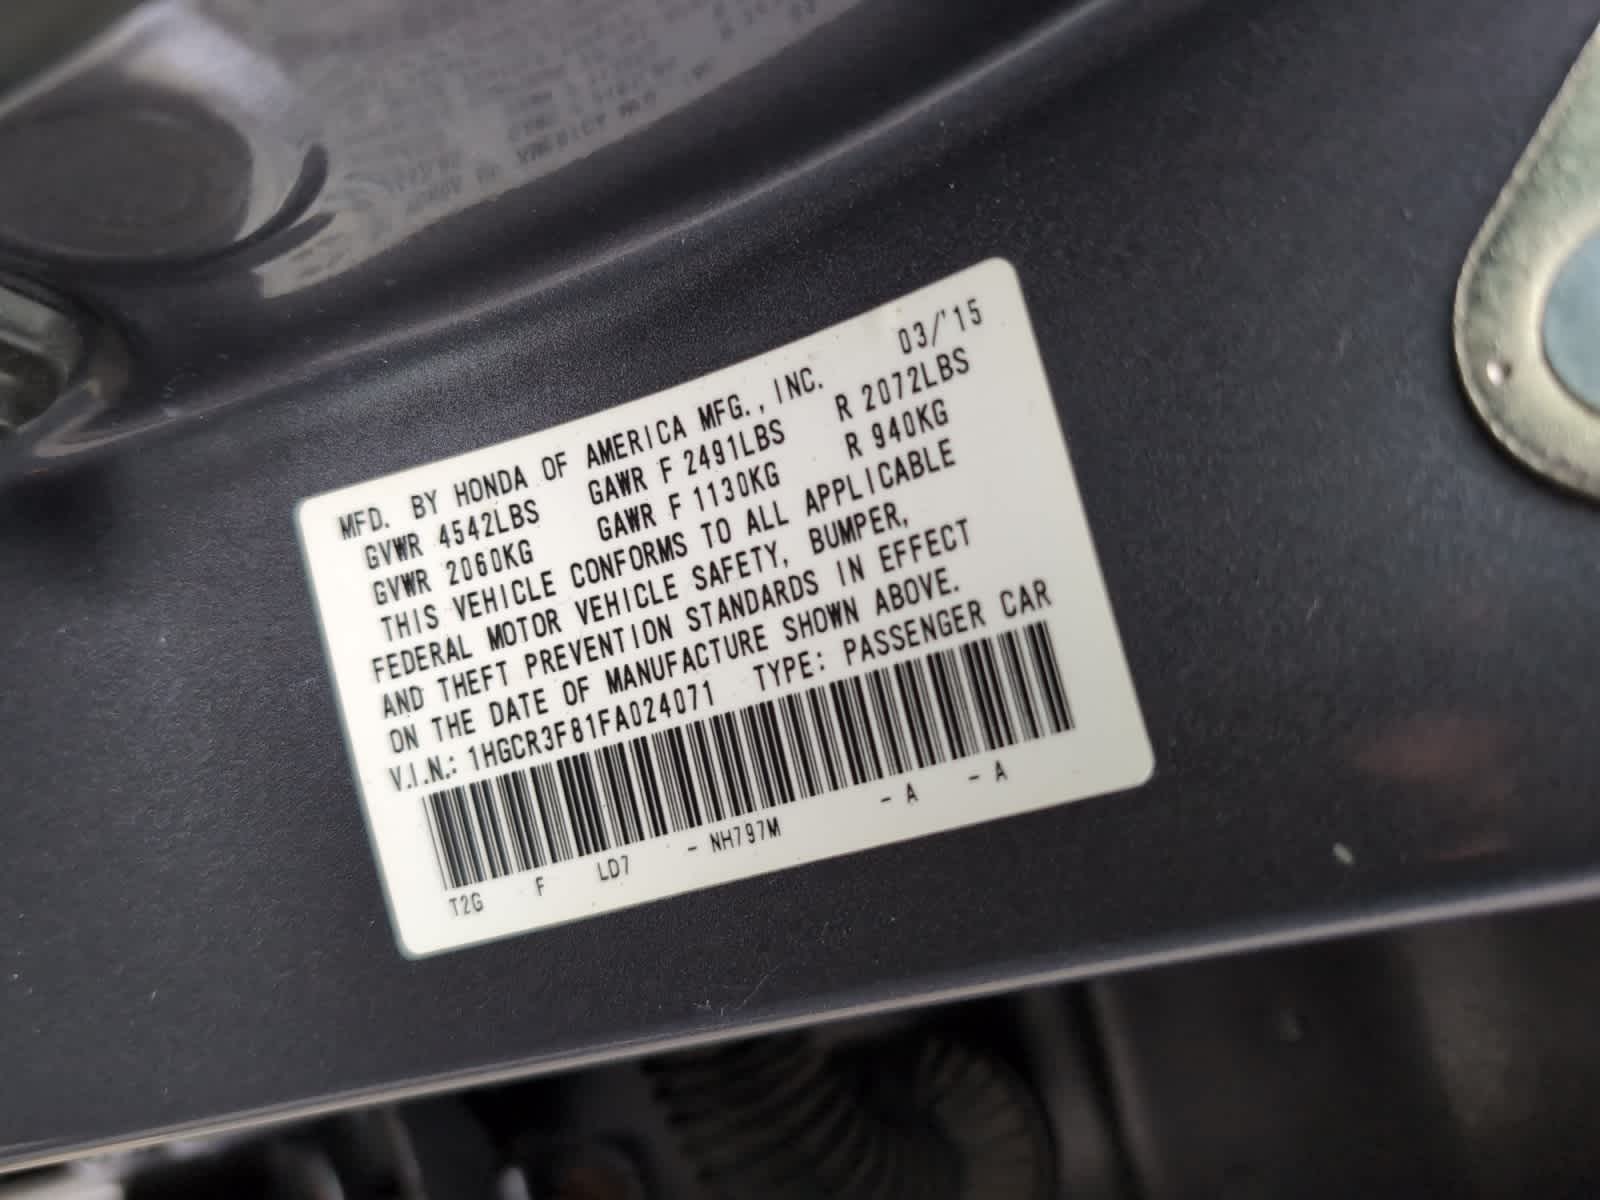 MFD. BY HONDA OF AMERICA MFG., INC. 03/'15
GVWR 4542LBS GAWR F 2491LBS R 2072LBS
GVWR 2060KG GAWR F 1130KG R 940KG
THIS VEHICLE CONFORMS TO ALL APPLICABLE
FEDERAL MOTOR VEHICLE SAFETY, BUMPER,
AND THEFT PREVENTION STANDARDS IN EFFECT
ON THE DATE OF MANUFACTURE SHOWN ABOVE.
V.I.N.: 1HGCR3F81FA024071 TYPE: PASSENGER CAR
T2G F LD7 - NH797M - A - A